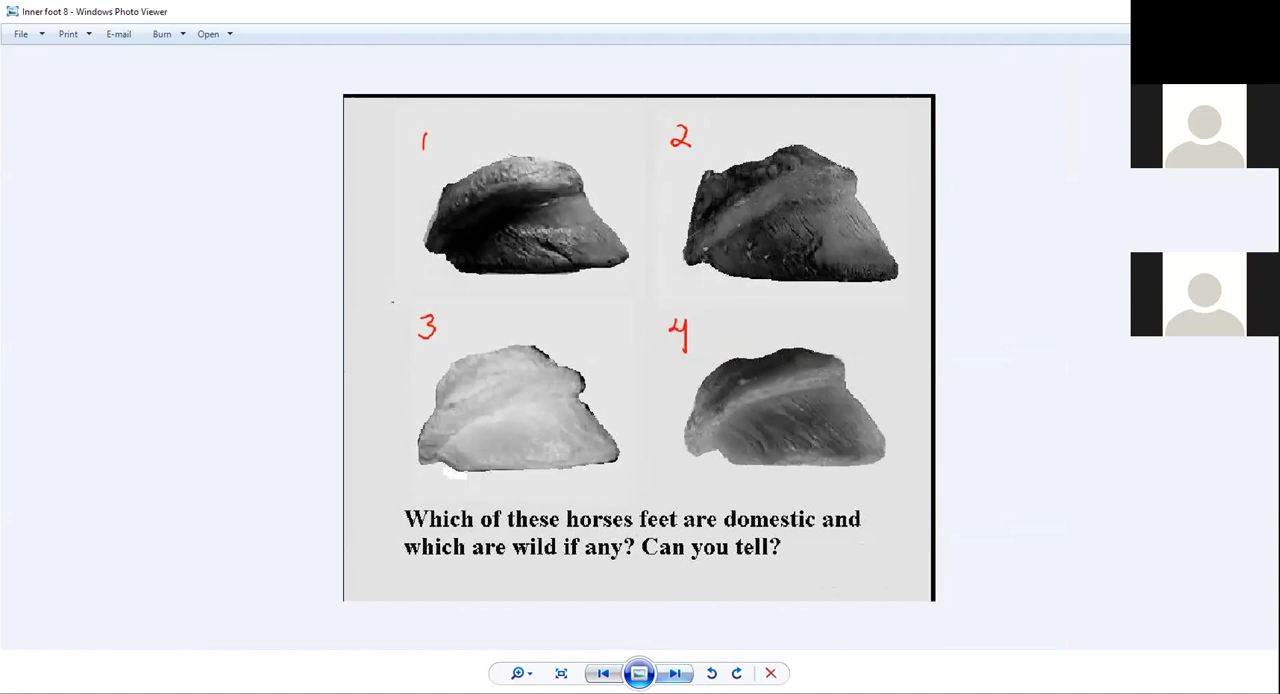 Inner foot 8 - Windows Photo Viewer
File Print E-mail Burn Open
1 2
3 4
Which of these horses feet are domestic and
which are wild if any? Can you tell?